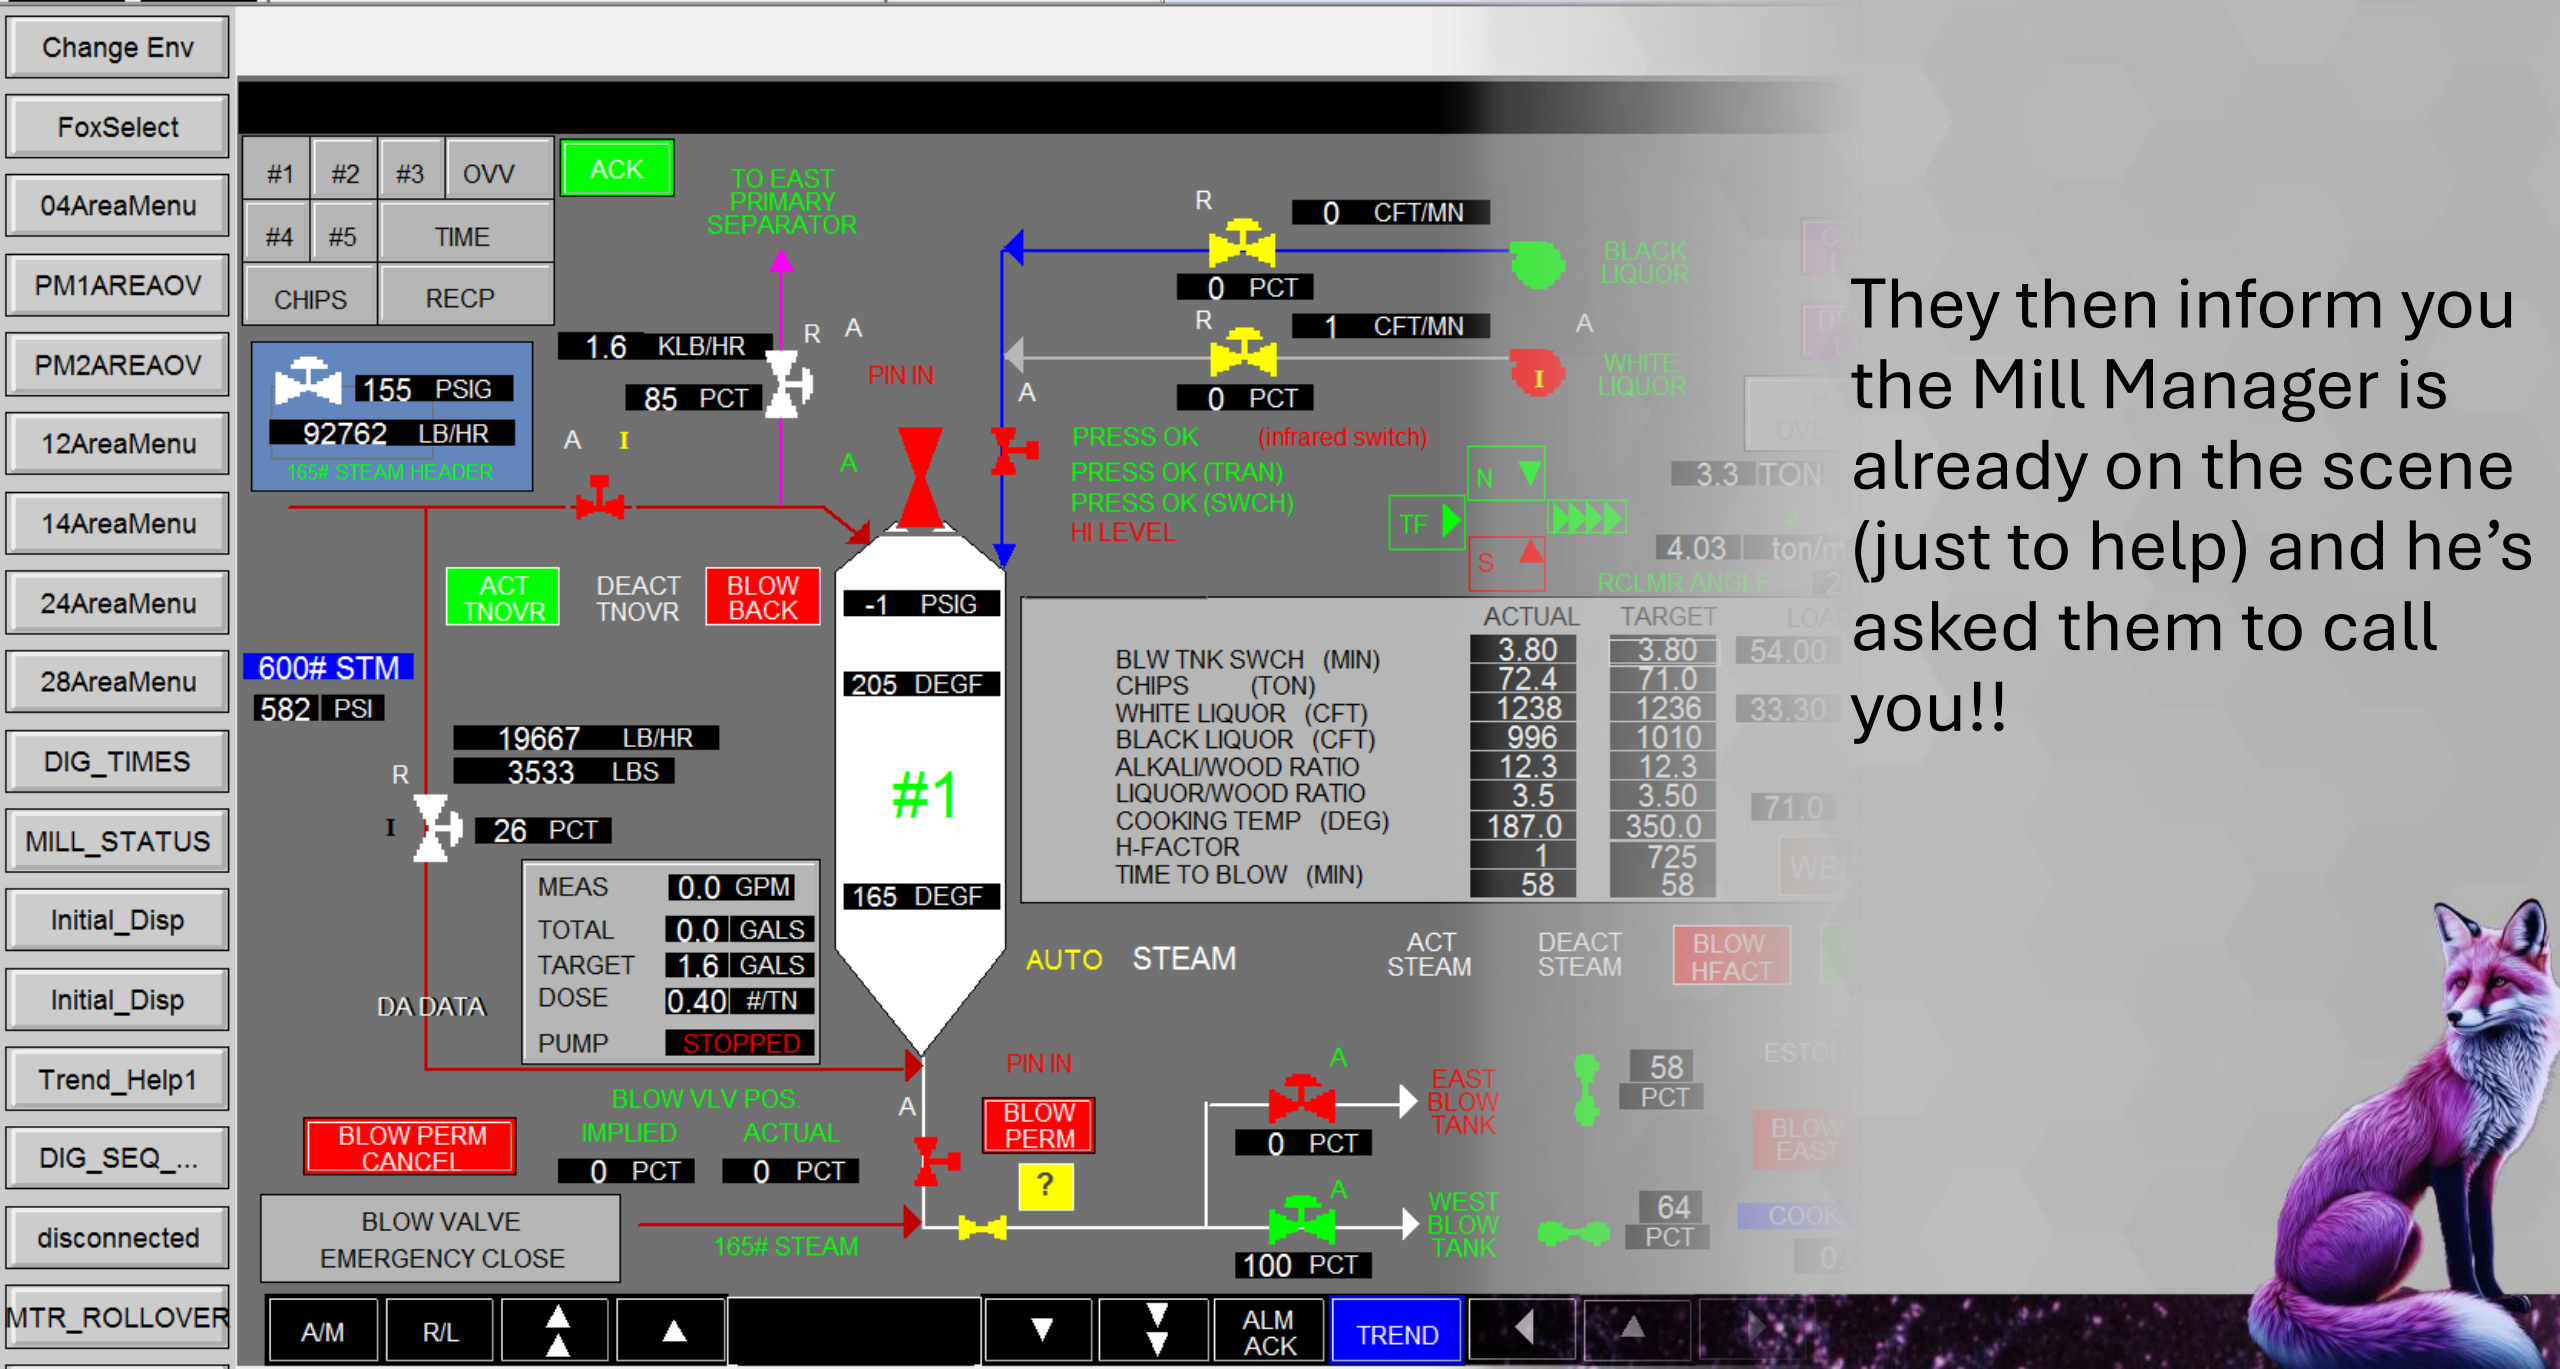 Change Env
FoxSelect
04AreaMenu
PM1AREAOV
PM2AREAOV
12AreaMenu
14AreaMenu
24AreaMenu
28AreaMenu
DIG_TIMES
MILL_STATUS
Initial_Disp
Initial_Disp
Trend_Help1
DIG_SEQ_...
disconnected
MTR_ROLLOVER
#1 #2 #3 OVV
#4 #5 TIME
CHIPS RECP
ACK
TO EAST
PRIMARY
SEPARATOR
155 PSIG
92762 LB/HR
165# STEAM HEADER
1.6 KLB/HR
85 PCT
R A
A I
PIN IN
A
R
0 CFT/MN
0 PCT
BLACK
LIQUOR
R
1 CFT/MN
0 PCT
A
I
WHITE
LIQUOR
A
PRESS OK (infrared switch)
PRESS OK (TRAN)
PRESS OK (SWCH)
HI LEVEL
N
TF
S
3.3 TON
4.03 ton/m
RCLMR ANGLE
ACT
TNOVR
DEACT
TNOVR
BLOW
BACK
600# STM
582 PSI
19667 LB/HR
3533 LBS
R
I
26 PCT
-1 PSIG
205 DEGF
#1
165 DEGF
MEAS 0.0 GPM
TOTAL 0.0 GALS
TARGET 1.6 GALS
DOSE 0.40 #/TN
PUMP STOPPED
DA DATA
ACTUAL TARGET
BLW TNK SWCH (MIN) 3.80 3.80 54.00
CHIPS (TON) 72.4 71.0
WHITE LIQUOR (CFT) 1238 1236 33.30
BLACK LIQUOR (CFT) 996 1010
ALKALI/WOOD RATIO 12.3 12.3
LIQUOR/WOOD RATIO 3.5 3.50 71.0
COOKING TEMP (DEG) 187.0 350.0
H-FACTOR 1 725
TIME TO BLOW (MIN) 58 58
AUTO STEAM
ACT
STEAM
DEACT
STEAM
BLOW
HFACT
BLOW VLV POS.
IMPLIED ACTUAL
0 PCT 0 PCT
BLOW PERM
CANCEL
BLOW VALVE
EMERGENCY CLOSE
165# STEAM
A
PIN IN
BLOW
PERM
?
A
0 PCT
EAST
BLOW
TANK
58
PCT
ESTOP
BLOW
EAST
A
100 PCT
WEST
BLOW
TANK
64
PCT
COOK
A/M
R/L
ALM
ACK
TREND
They then inform you
the Mill Manager is
already on the scene
(just to help) and he’s
asked them to call
you!!